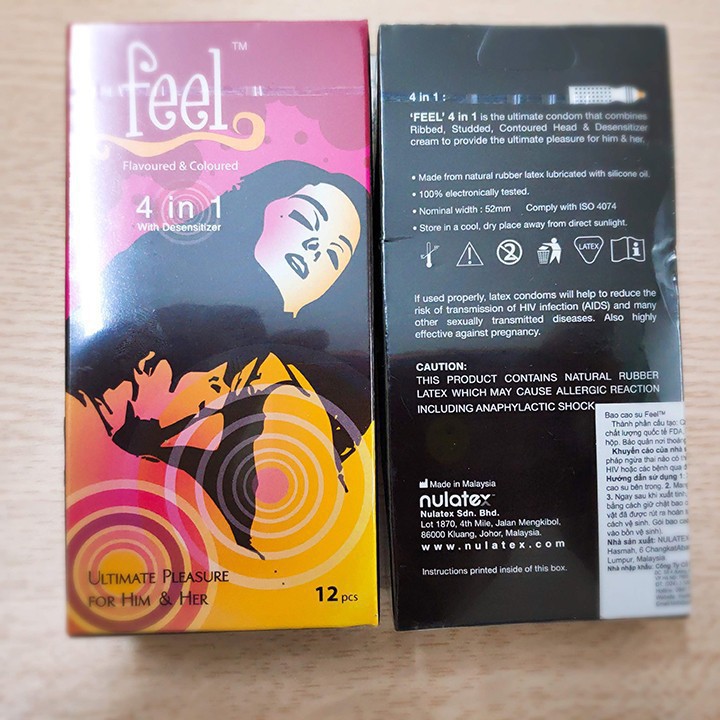 feel™
Flavoured & Coloured
4 in 1
With Desensitizer
ULTIMATE PLEASURE
FOR HIM & HER
12 pcs
4 in 1 :
'FEEL' 4 in 1 is the ultimate condom that combines
Ribbed, Studded, Contoured Head & Desensitizer
cream to provide the ultimate pleasure for him & her.
• Made from natural rubber latex lubricated with silicone oil.
• 100% electronically tested.
• Nominal width : 52mm Comply with ISO 4074
• Store in a cool, dry place away from direct sunlight.
2
LATEX
i
If used properly, latex condoms will help to reduce the
risk of transmission of HIV infection (AIDS) and many
other sexually transmitted diseases. Also highly
effective against pregnancy.
CAUTION:
THIS PRODUCT CONTAINS NATURAL RUBBER
LATEX WHICH MAY CAUSE ALLERGIC REACTION
INCLUDING ANAPHYLACTIC SHOCK
Made in Malaysia
nulatex™
Nulatex Sdn. Bhd.
Lot 1870, 4th Mile, Jalan Mengkibol,
86000 Kluang, Johor, Malaysia.
www.nulatex.com
Instructions printed inside of this box.
Bao cao su Feel™
Thành phần cấu tạo:
chất lượng quốc tế FDA,
hộp. Bảo quản nơi thoáng
Khuyến cáo của nhà
pháp ngừa thai nào có
HIV hoặc các bệnh qua
Hướng dẫn sử dụng 1:
cao su bên trong. 2.
3. Ngay sau khi xuất tinh,
bằng cách giữ chặt bao
vật đã được rút ra hoàn
cách vệ sinh. Gói bao cao
vào bồn vệ sinh).
Nhà sản xuất: NULATEX
Hasmah, 6
Lumpur, Malaysia
Nhà nhập khẩu: Công Ty